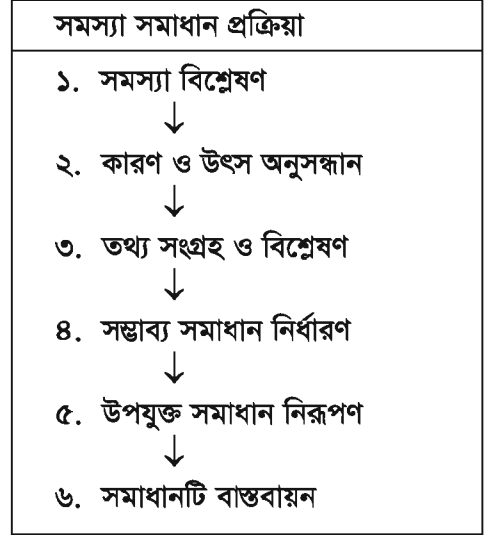 সমস্যা সমাধান প্রক্রিয়া
১. সমস্যা বিশ্লেষণ
↓
২. কারণ ও উৎস অনুসন্ধান
↓
৩. তথ্য সংগ্রহ ও বিশ্লেষণ
↓
৪. সম্ভাব্য সমাধান নির্ধারণ
↓
৫. উপযুক্ত সমাধান নিরূপণ
↓
৬. সমাধানটি বাস্তবায়ন